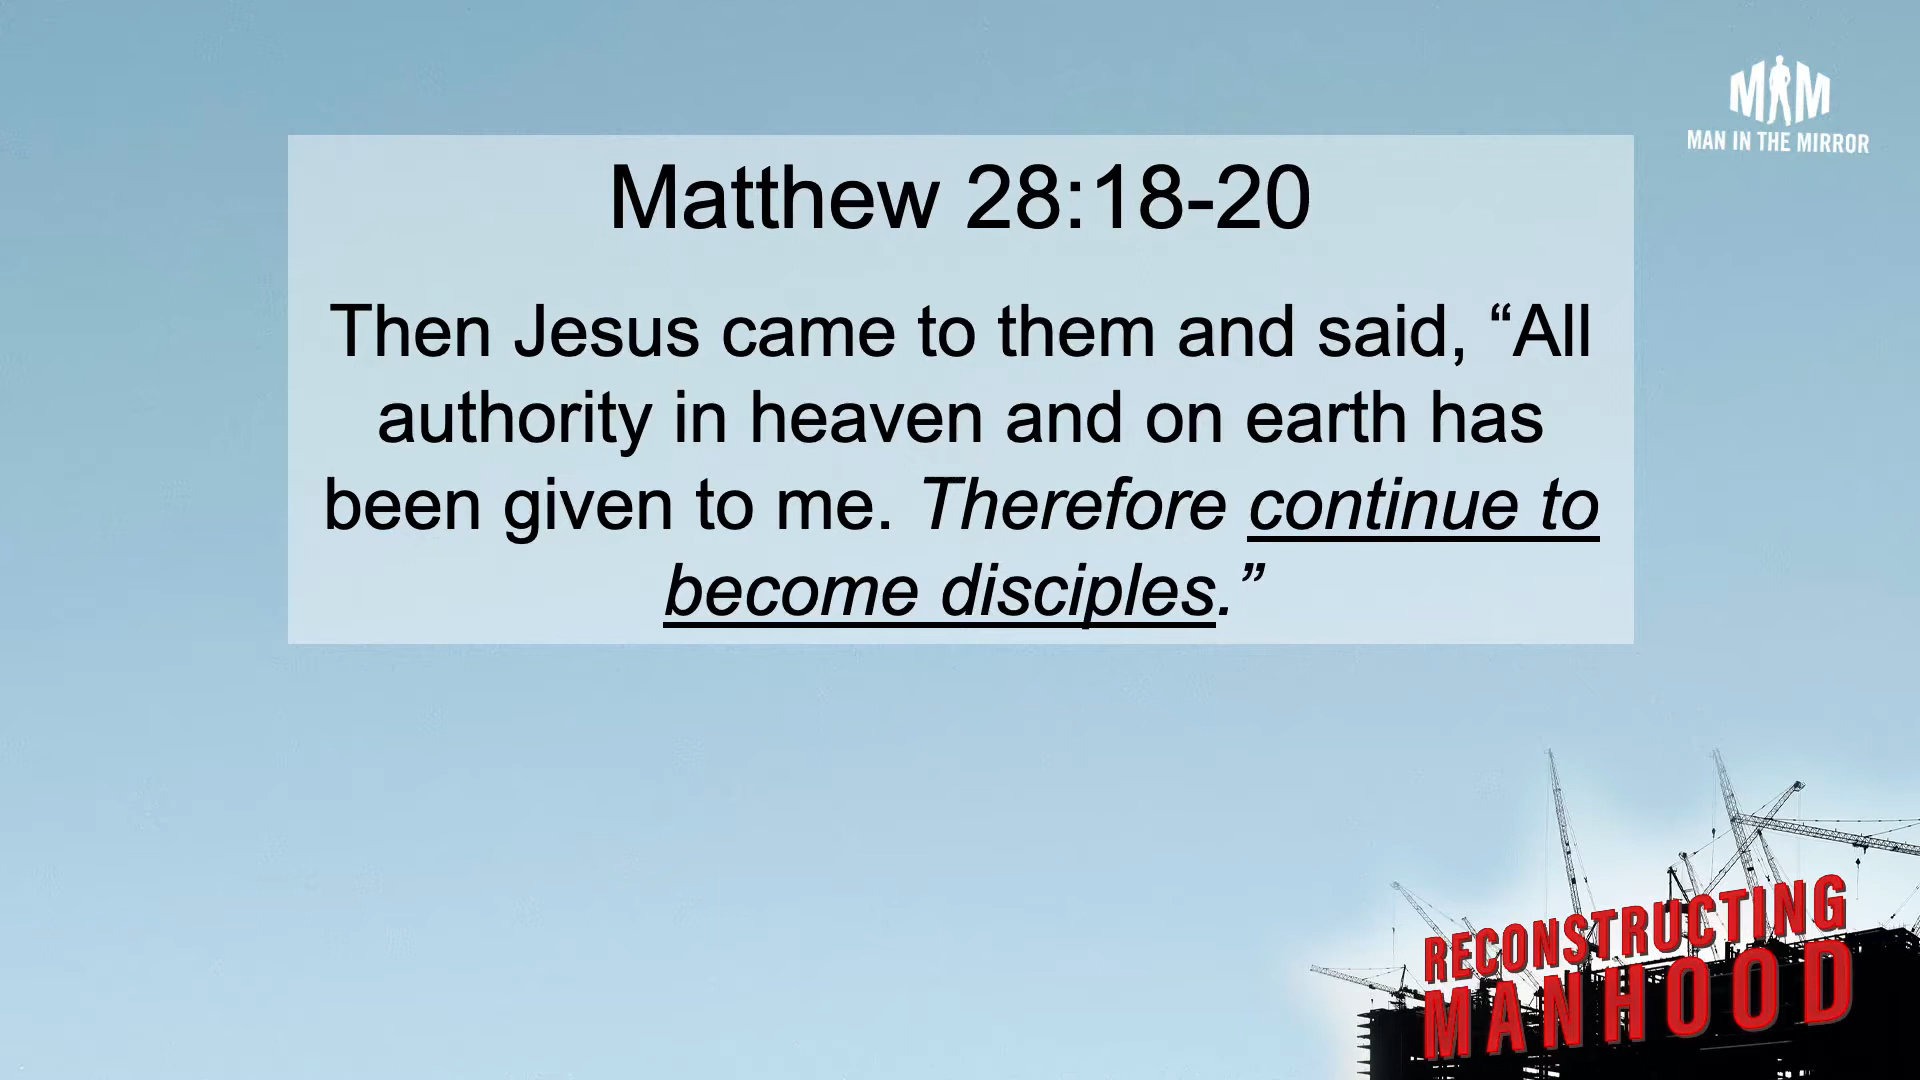 MAN IN THE MIRROR
Matthew 28:18-20
Then Jesus came to them and said, “All
authority in heaven and on earth has
been given to me. Therefore continue to
become disciples.”
RECONSTRUCTING
MANHOOD